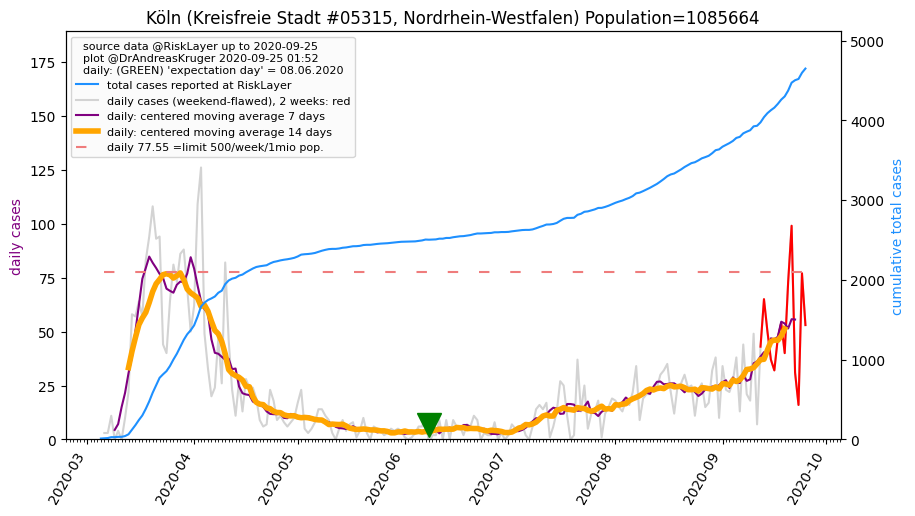 Köln (Kreisfreie Stadt #05315, Nordrhein-Westfalen) Population=1085664
source data @RiskLayer up to 2020-09-25
plot @DrAndreasKruger 2020-09-25 01:52
daily: (GREEN) 'expectation day' = 08.06.2020
total cases reported at RiskLayer
daily cases (weekend-flawed), 2 weeks: red
daily: centered moving average 7 days
daily: centered moving average 14 days
daily 77.55 =limit 500/week/1mio pop.
daily cases
175
150
125
100
75
50
25
0
cumulative total cases
5000
4000
3000
2000
1000
0
2020-03
2020-04
2020-05
2020-06
2020-07
2020-08
2020-09
2020-10